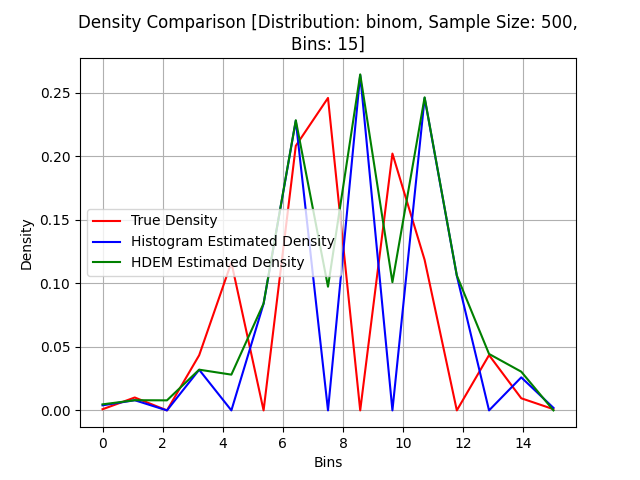 Density Comparison [Distribution: binom, Sample Size: 500,
Bins: 15]
0.25
0.20
0.15
0.10
0.05
0.00
Density
True Density
Histogram Estimated Density
HDEM Estimated Density
0 2 4 6 8 10 12 14
Bins